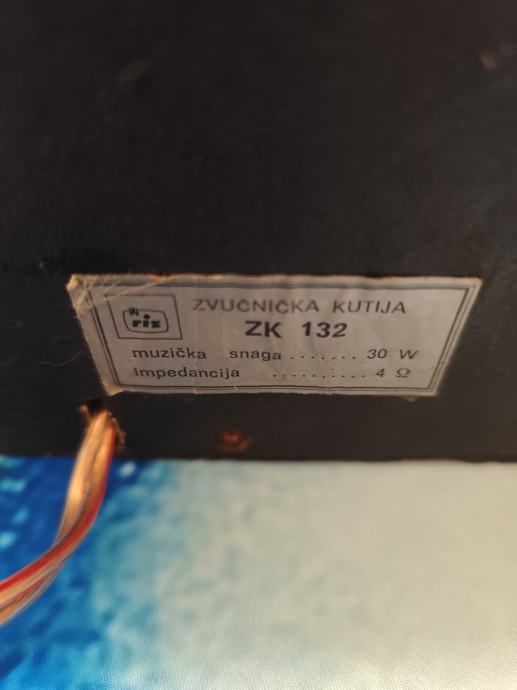 riz
ZVUČNIČKA KUTIJA
ZK 132
muzička snaga ....... 30 W
impedancija .......... 4 Ω